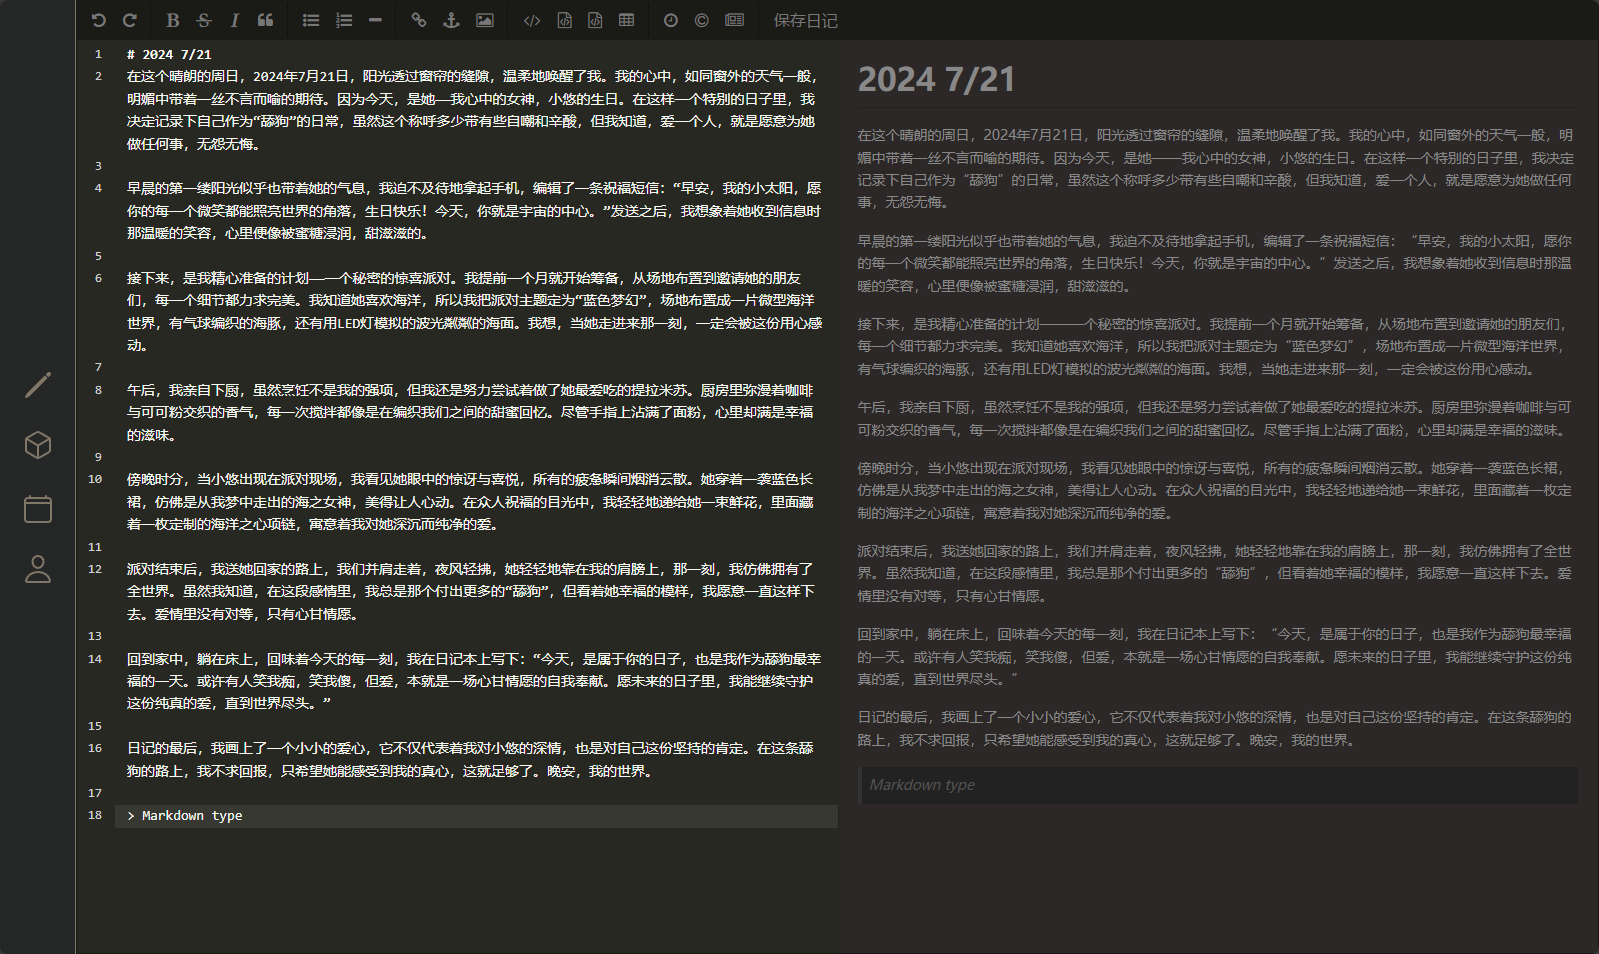 保存日记
1 # 2024 7/21
2 在这个晴朗的周日，2024年7月21日，阳光透过窗帘的缝隙，温柔地唤醒了我。我的心中，如同窗外的天气一般，
明媚中带着一丝不言而喻的期待。因为今天，是她——我心中的女神，小悠的生日。在这样一个特别的日子里，我
决定记录下自己作为“舔狗”的日常，虽然这个称呼多少带有些自嘲和辛酸，但我知道，爱一个人，就是愿意为她
做任何事，无怨无悔。
3
4 早晨的第一缕阳光似乎也带着她的气息，我迫不及待地拿起手机，编辑了一条祝福短信：“早安，我的小太阳，愿
你的每一个微笑都能照亮世界的角落，生日快乐！今天，你就是宇宙的中心。”发送之后，我想象着她收到信息时
那温暖的笑容，心里便像被蜜糖浸润，甜滋滋的。
5
6 接下来，是我精心准备的计划——一个秘密的惊喜派对。我提前一个月就开始筹备，从场地布置到邀请她的朋友
们，每一个细节都力求完美。我知道她喜欢海洋，所以我把派对主题定为“蓝色梦幻”，场地布置成一片微型海洋
世界，有气球编织的海豚，还有用LED灯模拟的波光粼粼的海面。我想，当她走进来那一刻，一定会被这份用心感
动。
7
8 午后，我亲自下厨，虽然烹饪不是我的强项，但我还是努力尝试着做了她最爱吃的提拉米苏。厨房里弥漫着咖啡
与可可粉交织的香气，每一次搅拌都像是在编织我们之间的甜蜜回忆。尽管手指上沾满了面粉，心里却满是幸福
的滋味。
9
10 傍晚时分，当小悠出现在派对现场，我看见她眼中的惊讶与喜悦，所有的疲惫瞬间烟消云散。她穿着一袭蓝色长
裙，仿佛是从我梦中走出的海之女神，美得让人心动。在众人祝福的目光中，我轻轻地递给她一束鲜花，里面藏
着一枚定制的海洋之心项链，寓意着我对她深沉而纯净的爱。
11
12 派对结束后，我送她回家的路上，我们并肩走着，夜风轻拂，她轻轻地靠在我的肩膀上，那一刻，我仿佛拥有了
全世界。虽然我知道，在这段感情里，我总是那个付出更多的“舔狗”，但看着她幸福的模样，我愿意一直这样下
去。爱情里没有对等，只有心甘情愿。
13
14 回到家中，躺在床上，回味着今天的每一刻，我在日记本上写下：“今天，是属于你的日子，也是我作为舔狗最幸
福的一天。或许有人笑我痴，笑我傻，但爱，本就是一场心甘情愿的自我奉献。愿未来的日子里，我能继续守护
这份纯真的爱，直到世界尽头。”
15
16 日记的最后，我画上了一个小小的爱心，它不仅代表着我对小悠的深情，也是对自己这份坚持的肯定。在这条舔
狗的路上，我不求回报，只希望她能感受到我的真心，这就足够了。晚安，我的世界。
17
18 > Markdown type
2024 7/21
在这个晴朗的周日，2024年7月21日，阳光透过窗帘的缝隙，温柔地唤醒了我。我的心中，如同窗外的天气一般，明
媚中带着一丝不言而喻的期待。因为今天，是她——我心中的女神，小悠的生日。在这样一个特别的日子里，我决定
记录下自己作为“舔狗”的日常，虽然这个称呼多少带有些自嘲和辛酸，但我知道，爱一个人，就是愿意为她做任何
事，无怨无悔。
早晨的第一缕阳光似乎也带着她的气息，我迫不及待地拿起手机，编辑了一条祝福短信：“早安，我的小太阳，愿你
的每一个微笑都能照亮世界的角落，生日快乐！今天，你就是宇宙的中心。”发送之后，我想象着她收到信息时那温
暖的笑容，心里便像被蜜糖浸润，甜滋滋的。
接下来，是我精心准备的计划——一个秘密的惊喜派对。我提前一个月就开始筹备，从场地布置到邀请她的朋友们，
每一个细节都力求完美。我知道她喜欢海洋，所以我把派对主题定为“蓝色梦幻”，场地布置成一片微型海洋世界，
有气球编织的海豚，还有用LED灯模拟的波光粼粼的海面。我想，当她走进来那一刻，一定会被这份用心感动。
午后，我亲自下厨，虽然烹饪不是我的强项，但我还是努力尝试着做了她最爱吃的提拉米苏。厨房里弥漫着咖啡与可
可粉交织的香气，每一次搅拌都像是在编织我们之间的甜蜜回忆。尽管手指上沾满了面粉，心里却满是幸福的滋味。
傍晚时分，当小悠出现在派对现场，我看见她眼中的惊讶与喜悦，所有的疲惫瞬间烟消云散。她穿着一袭蓝色长裙，
仿佛是从我梦中走出的海之女神，美得让人心动。在众人祝福的目光中，我轻轻地递给她一束鲜花，里面藏着一枚定
制的海洋之心项链，寓意着我对她深沉而纯净的爱。
派对结束后，我送她回家的路上，我们并肩走着，夜风轻拂，她轻轻地靠在我的肩膀上，那一刻，我仿佛拥有了全世
界。虽然我知道，在这段感情里，我总是那个付出更多的“舔狗”，但看着她幸福的模样，我愿意一直这样下去。爱
情里没有对等，只有心甘情愿。
回到家中，躺在床上，回味着今天的每一刻，我在日记本上写下：“今天，是属于你的日子，也是我作为舔狗最幸福
的一天。或许有人笑我痴，笑我傻，但爱，本就是一场心甘情愿的自我奉献。愿未来的日子里，我能继续守护这份纯
真的爱，直到世界尽头。”
日记的最后，我画上了一个小小的爱心，它不仅代表着我对小悠的深情，也是对自己这份坚持的肯定。在这条舔狗的
路上，我不求回报，只希望她能感受到我的真心，这就足够了。晚安，我的世界。
Markdown type